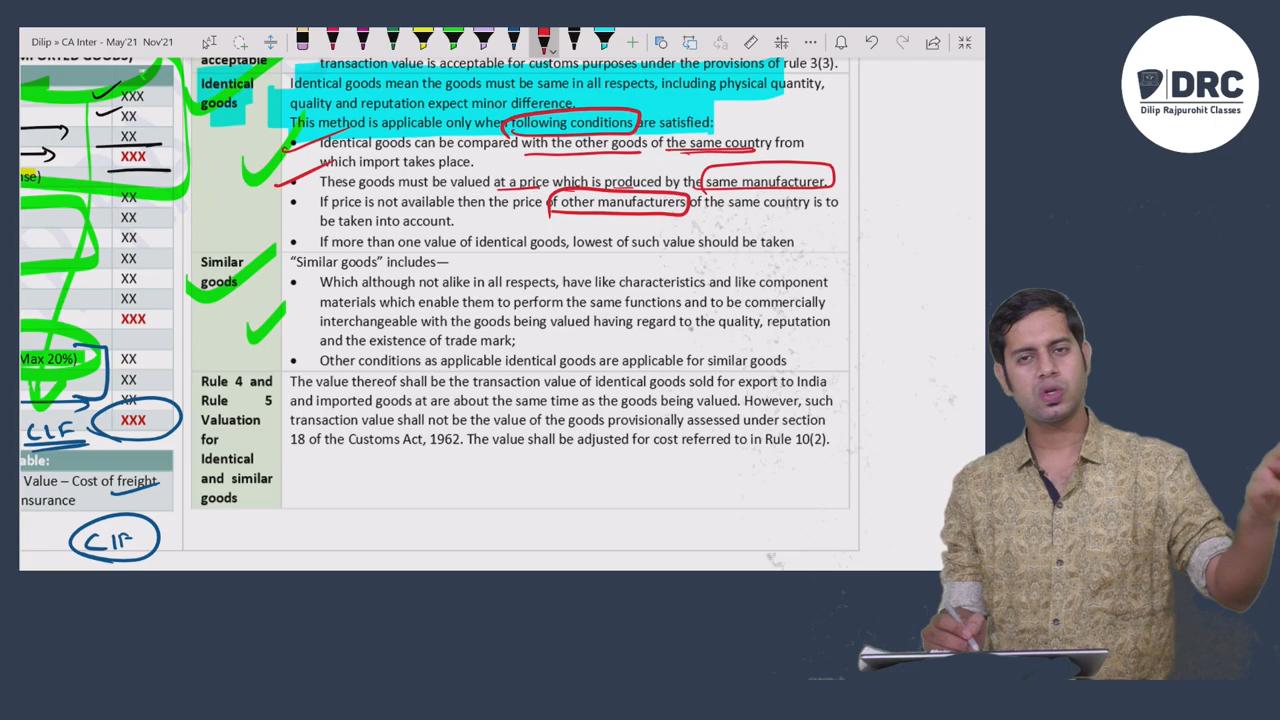 Dilip » CA Inter - May'21 Nov'21
DRC
Dilip Rajpurohit Classes
XXX
XX
XX
XXX
XX
XX
XX
XX
XX
XX
XXX
Max 20%)
XX
XX
XX
XXX
CIF
Value – Cost of freight
CIF
acceptable
transaction value is acceptable for customs purposes under the provisions of rule 3(3).
Identical goods
Identical goods mean the goods must be same in all respects, including physical quantity,
quality and reputation expect minor difference.
This method is applicable only when following conditions are satisfied:
• Identical goods can be compared with the other goods of the same country from
which import takes place.
• These goods must be valued at a price which is produced by the same manufacturer.
• If price is not available then the price of other manufacturers of the same country is to
be taken into account.
• If more than one value of identical goods, lowest of such value should be taken
Similar goods
“Similar goods” includes—
• Which although not alike in all respects, have like characteristics and like component
materials which enable them to perform the same functions and to be commercially
interchangeable with the goods being valued having regard to the quality, reputation
and the existence of trade mark;
• Other conditions as applicable identical goods are applicable for similar goods
Rule 4 and
Rule 5
Valuation
for
Identical
and similar
goods
The value thereof shall be the transaction value of identical goods sold for export to India
and imported goods at are about the same time as the goods being valued. However, such
transaction value shall not be the value of the goods provisionally assessed under section
18 of the Customs Act, 1962. The value shall be adjusted for cost referred to in Rule 10(2).